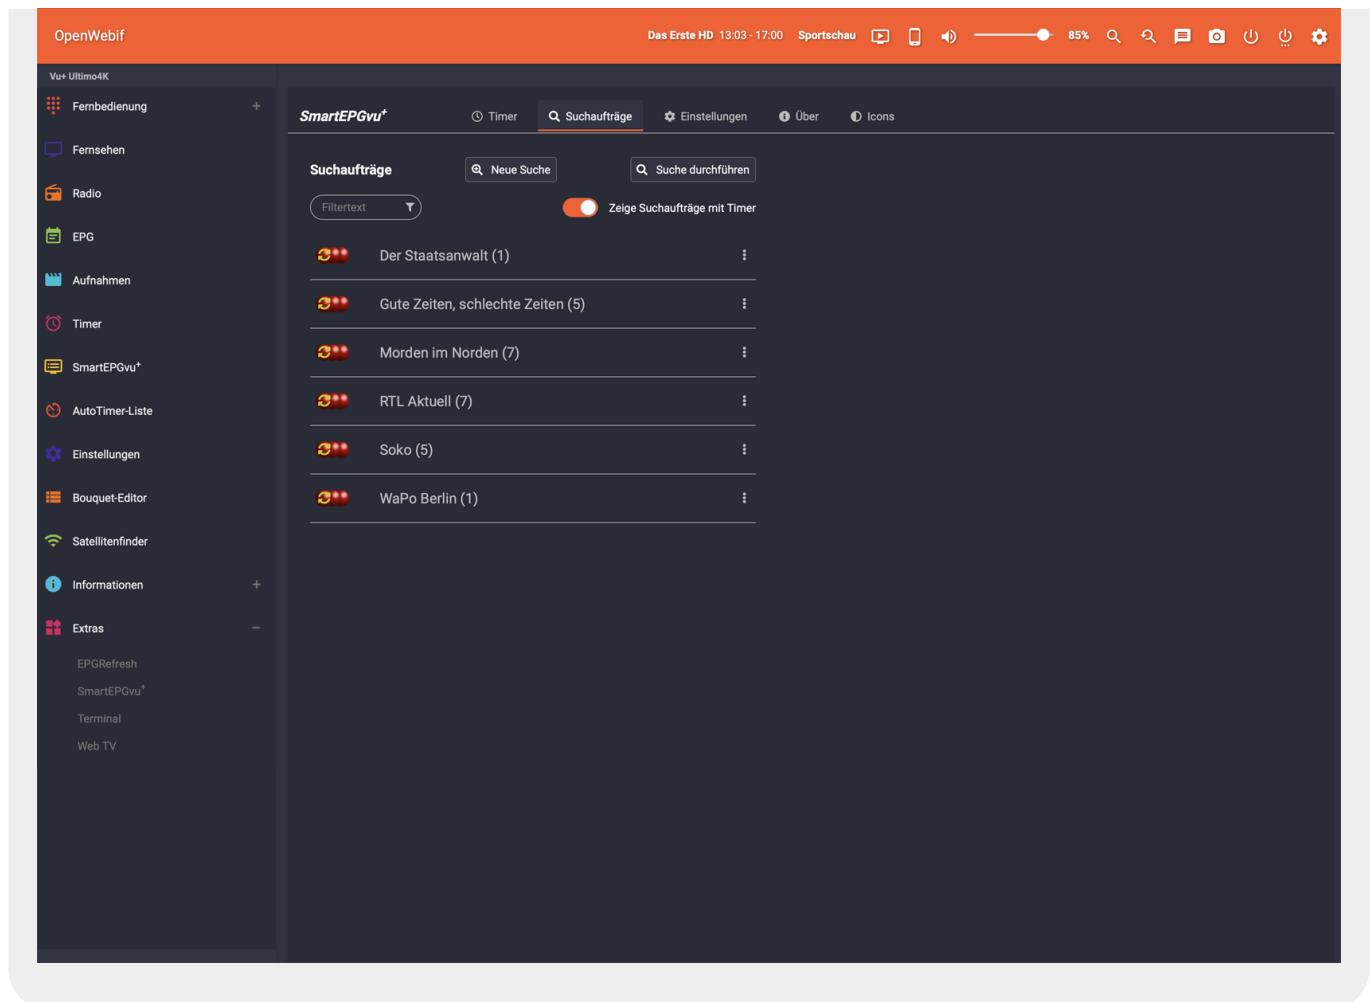 OpenWebif
Das Erste HD 13:03 - 17:00 Sportschau
85%
Vu+ Ultimo4K
Fernbedienung +
Fernsehen
Radio
EPG
Aufnahmen
Timer
SmartEPGvu+
AutoTimer-Liste
Einstellungen
Bouquet-Editor
Satellitenfinder
Informationen +
Extras −
EPGRefresh
SmartEPGvu+
Terminal
Web TV
SmartEPGvu+
Timer
Suchaufträge
Einstellungen
Über
Icons
Suchaufträge
Neue Suche
Suche durchführen
Filtertext
Zeige Suchaufträge mit Timer
Der Staatsanwalt (1)
Gute Zeiten, schlechte Zeiten (5)
Morden im Norden (7)
RTL Aktuell (7)
Soko (5)
WaPo Berlin (1)